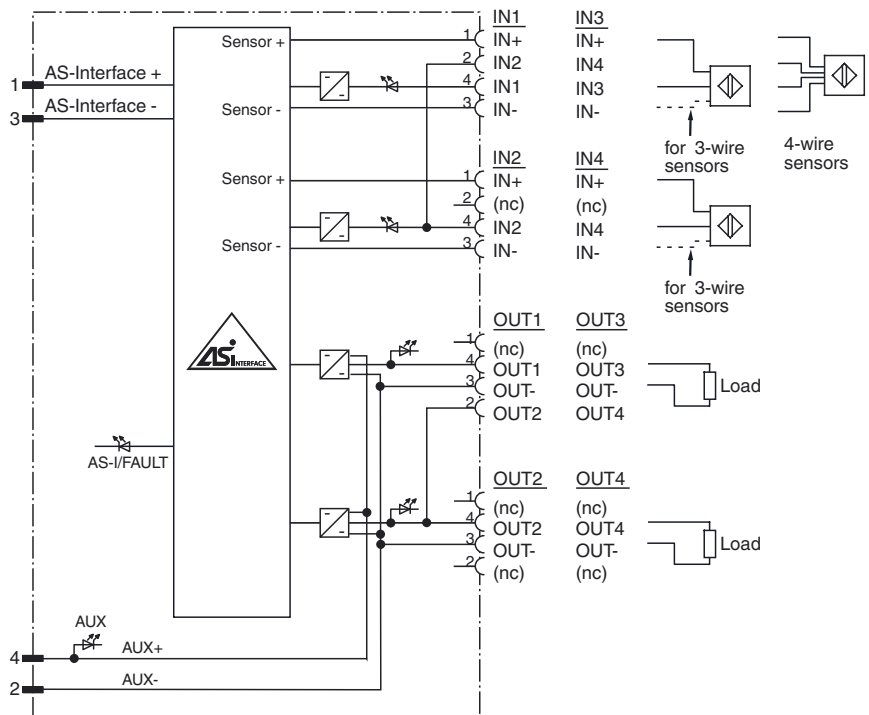 IN1 IN3
Sensor + 1 IN+ IN+
2 IN2 IN4
1 AS-Interface + 4 IN1 IN3
3 AS-Interface - Sensor - 3 IN- IN-
for 3-wire
sensors
4-wire
sensors
IN2 IN4
Sensor + 1 IN+ IN+
2 (nc) (nc)
4 IN2 IN4
Sensor - 3 IN- IN-
for 3-wire
sensors
OUT1 OUT3
1 (nc) (nc)
4 OUT1 OUT3
3 OUT- OUT- Load
2 OUT2 OUT4
ASi INTERFACE
AS-I/FAULT
OUT2 OUT4
1 (nc) (nc)
4 OUT2 OUT4
3 OUT- OUT- Load
2 (nc) (nc)
AUX
4 AUX+
2 AUX-